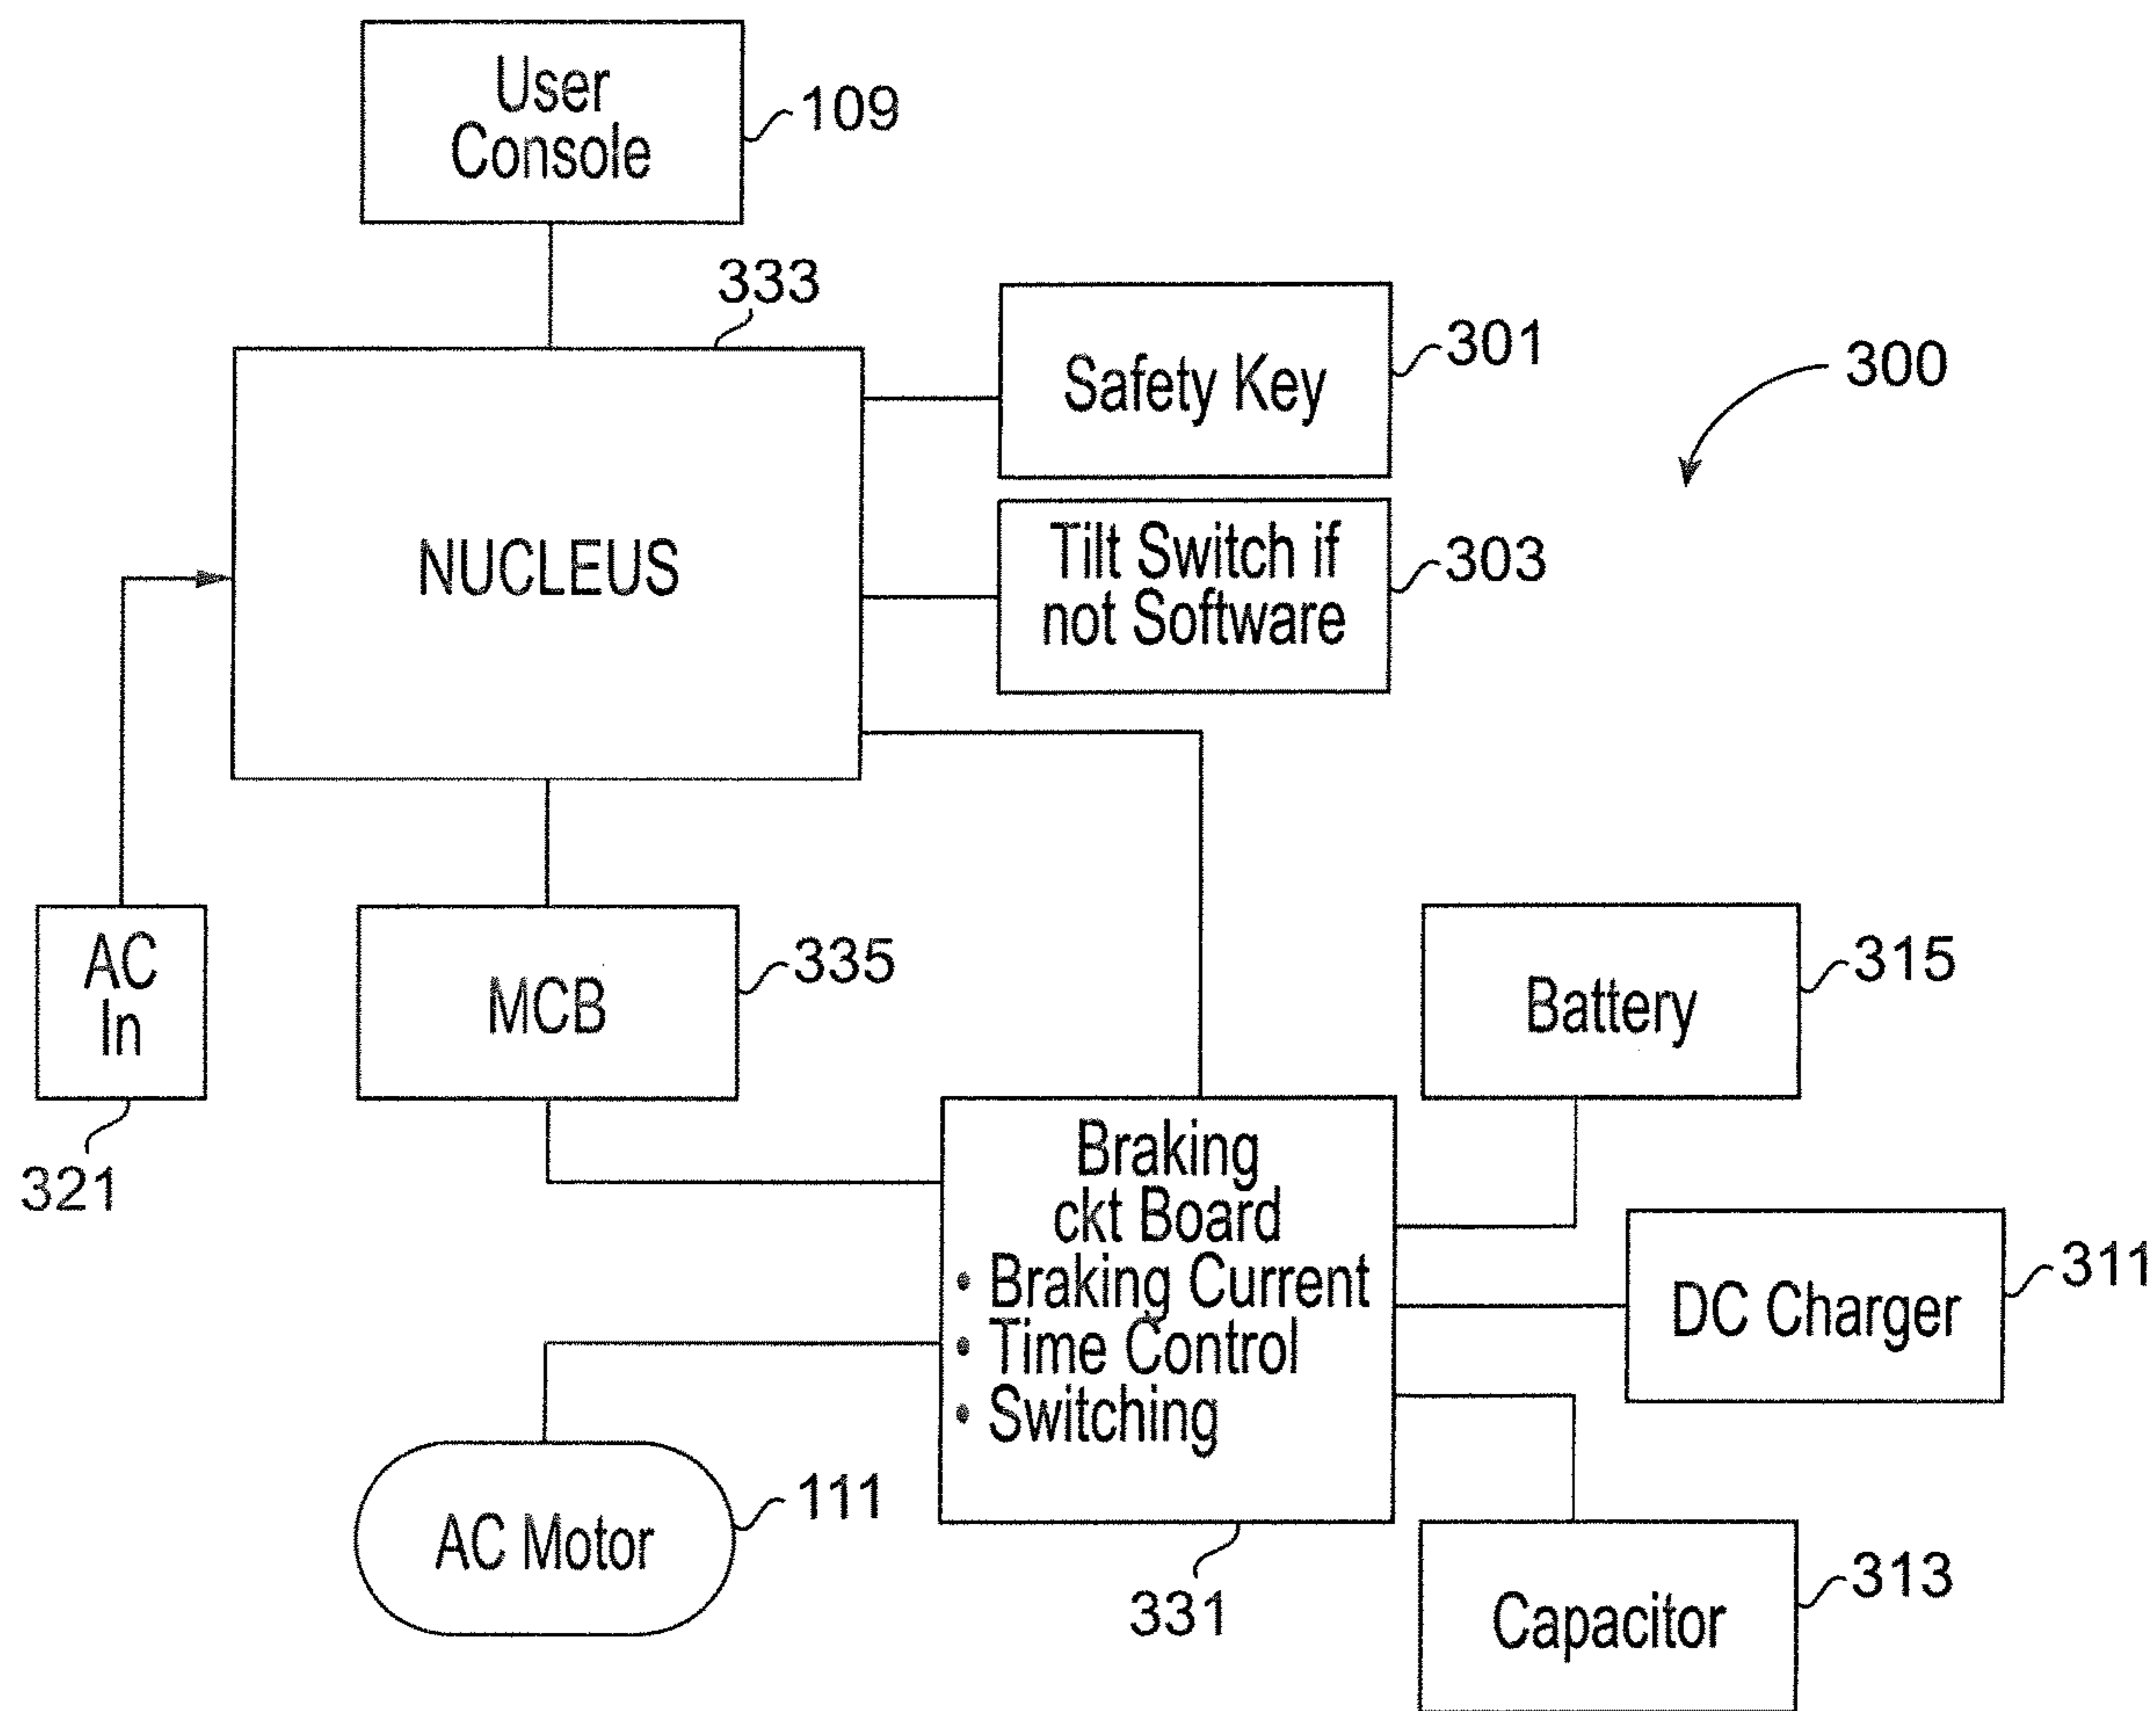 User
Console
109
333
Safety Key
301
300
NUCLEUS
Tilt Switch if
not Software
303
AC
In
321
MCB
335
Battery
315
Braking
ckt Board
• Braking Current
• Time Control
• Switching
331
DC Charger
311
AC Motor
111
Capacitor
313